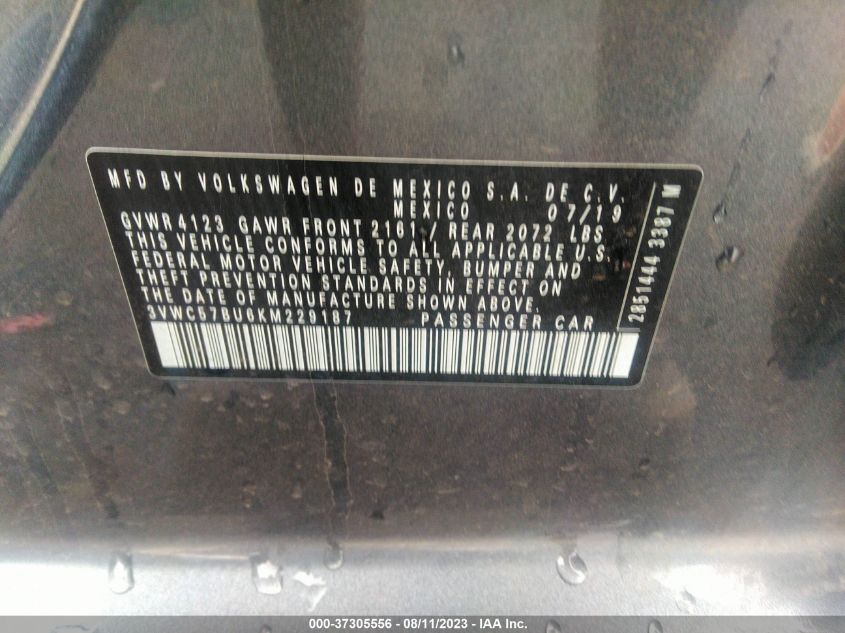 MFD BY VOLKSWAGEN DE MEXICO S.A. DE C.V.
MEXICO 07/19
GVWR 4123 GAWR FRONT 2161 / REAR 2072 LBS
THIS VEHICLE CONFORMS TO ALL APPLICABLE U.S.
FEDERAL MOTOR VEHICLE SAFETY, BUMPER AND
THEFT PREVENTION STANDARDS IN EFFECT ON
THE DATE OF MANUFACTURE SHOWN ABOVE.
3VWC57BU6KM229187 PASSENGER CAR
2851444 3387 M
000-37305556 - 08/11/2023 - IAA Inc.